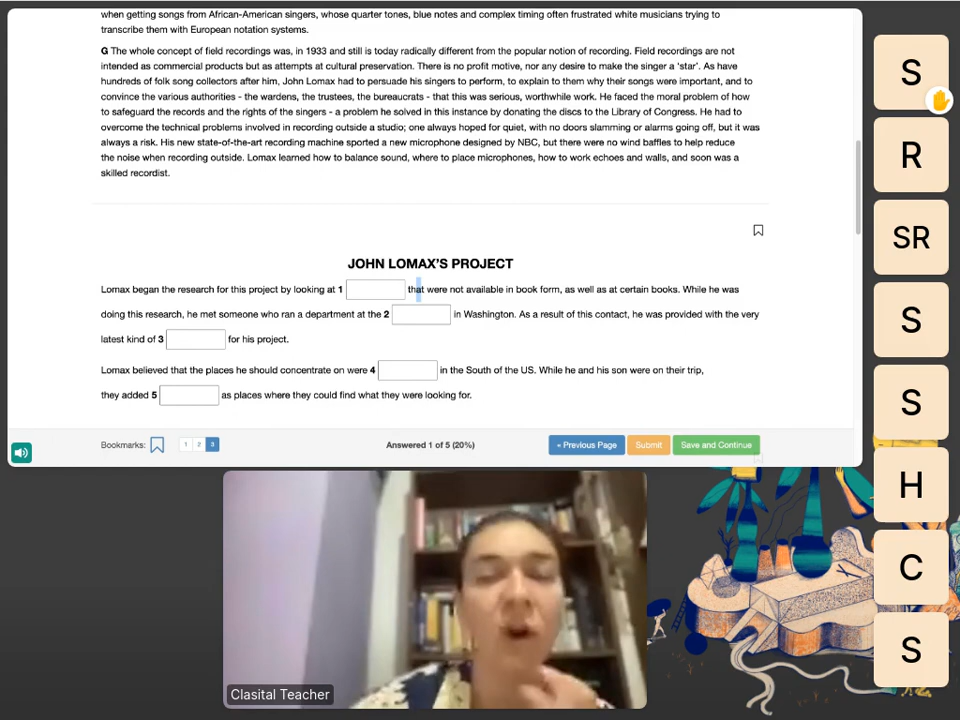 when getting songs from African-American singers, whose quarter tones, blue notes and complex timing often frustrated white musicians trying to
transcribe them with European notation systems.
G The whole concept of field recordings was, in 1933 and still is today radically different from the popular notion of recording. Field recordings are not
intended as commercial products but as attempts at cultural preservation. There is no profit motive, nor any desire to make the singer a 'star'. As have
hundreds of folk song collectors after him, John Lomax had to persuade his singers to perform, to explain to them why their songs were important, and to
convince the various authorities - the wardens, the trustees, the bureaucrats - that this was serious, worthwhile work. He faced the moral problem of how
to safeguard the records and the rights of the singers - a problem he solved in this instance by donating the discs to the Library of Congress. He had to
overcome the technical problems involved in recording outside a studio; one always hoped for quiet, with no doors slamming or alarms going off, but it was
always a risk. His new state-of-the-art recording machine sported a new microphone designed by NBC, but there were no wind baffles to help reduce
the noise when recording outside. Lomax learned how to balance sound, where to place microphones, how to work echoes and walls, and soon was a
skilled recordist.
JOHN LOMAX'S PROJECT
Lomax began the research for this project by looking at 1 that were not available in book form, as well as at certain books. While he was
doing this research, he met someone who ran a department at the 2 in Washington. As a result of this contact, he was provided with the very
latest kind of 3 for his project.
Lomax believed that the places he should concentrate on were 4 in the South of the US. While he and his son were on their trip,
they added 5 as places where they could find what they were looking for.
Bookmarks: 1 2 3 Answered 1 of 5 (20%) « Previous Page Submit Save and Continue
Clasital Teacher
S
R
SR
S
S
H
C
S